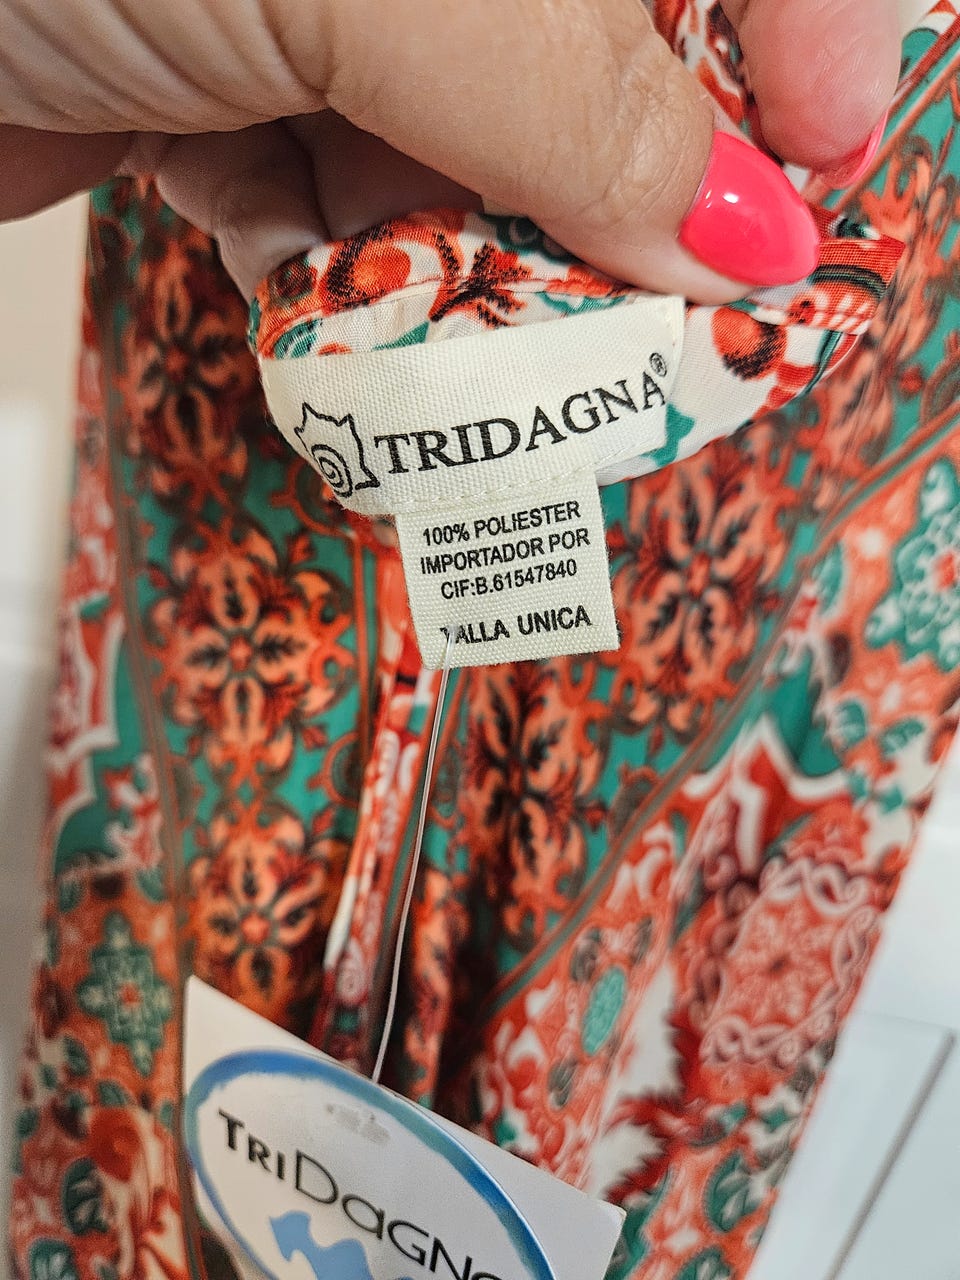 TRIDAGNA®
100% POLIESTER
IMPORTADOR POR
CIF:B.61547840
TALLA UNICA
TRIDAGNA